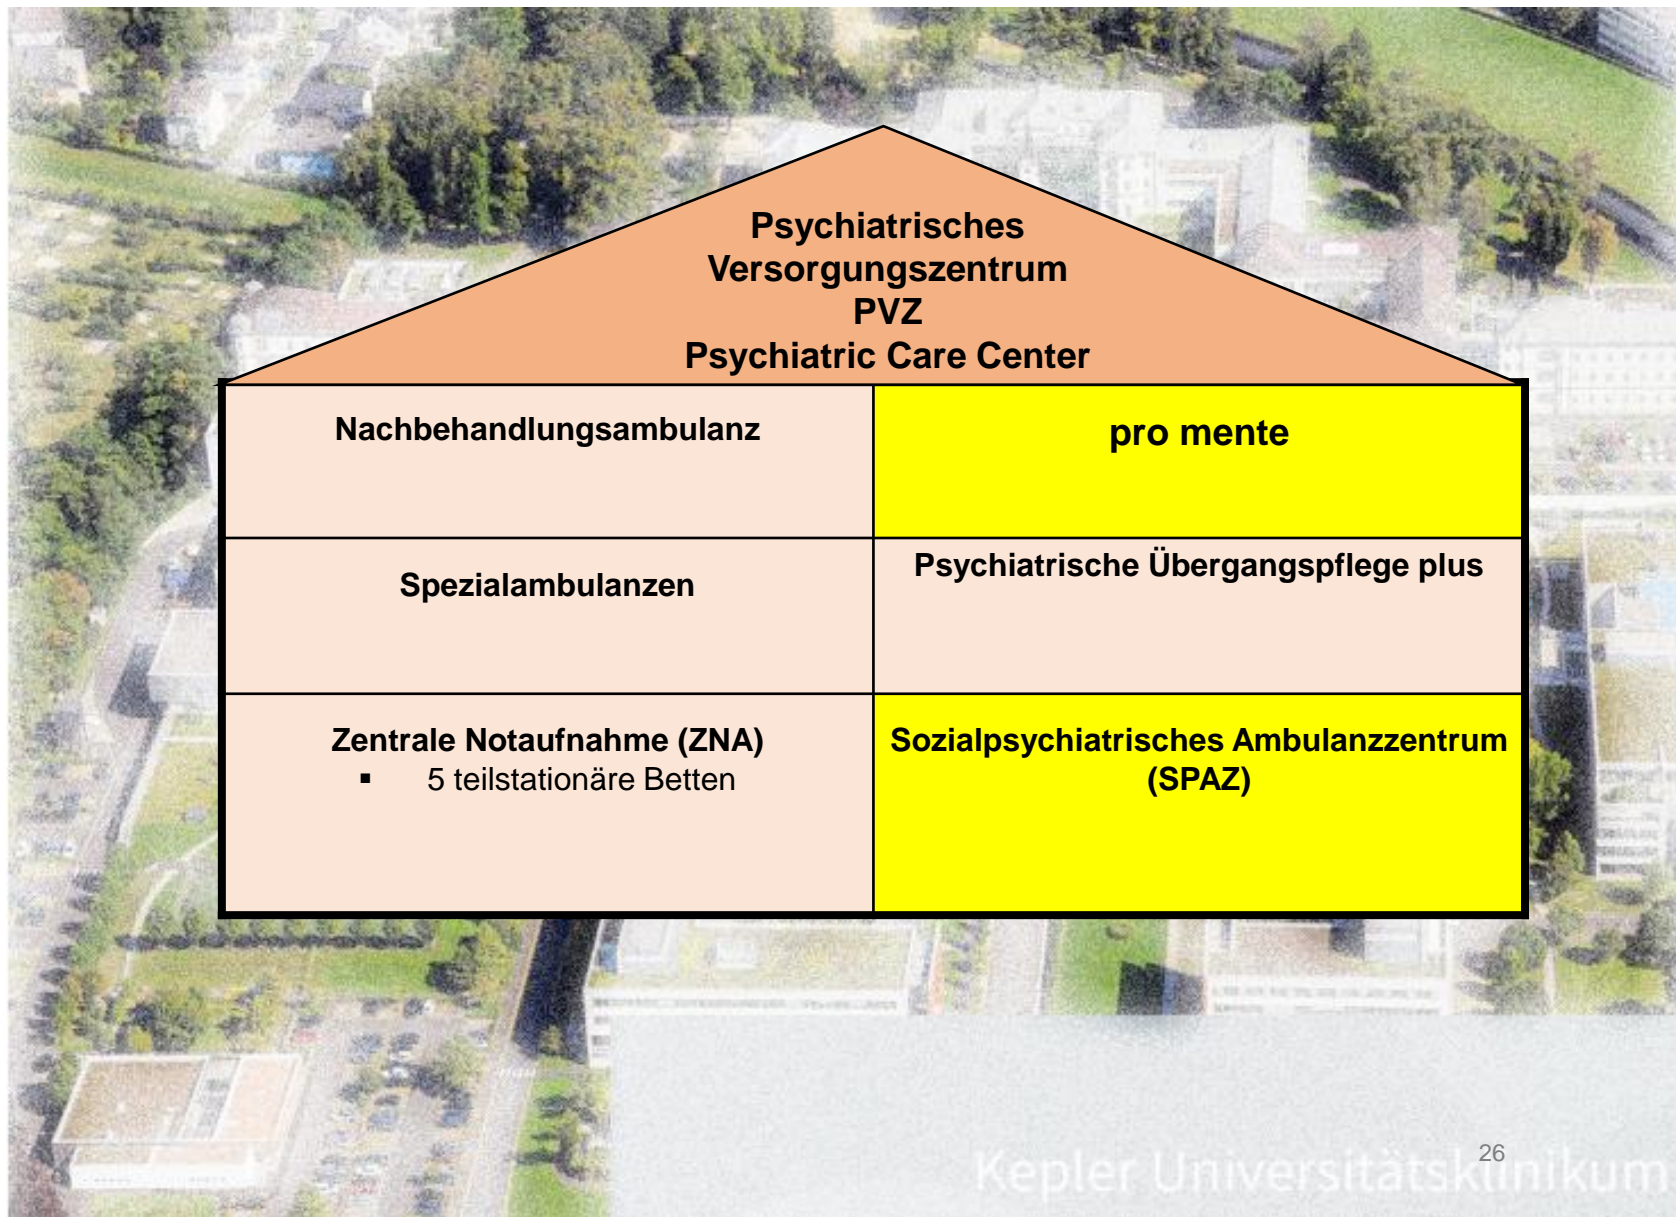 Psychiatrisches
Versorgungszentrum
PVZ
Psychiatric Care Center
Nachbehandlungsambulanz
pro mente
Spezialambulanzen
Psychiatrische Übergangspflege plus
Zentrale Notaufnahme (ZNA)
▪ 5 teilstationäre Betten
Sozialpsychiatrisches Ambulanzzentrum
(SPAZ)
26
Kepler Universitätsklinikum